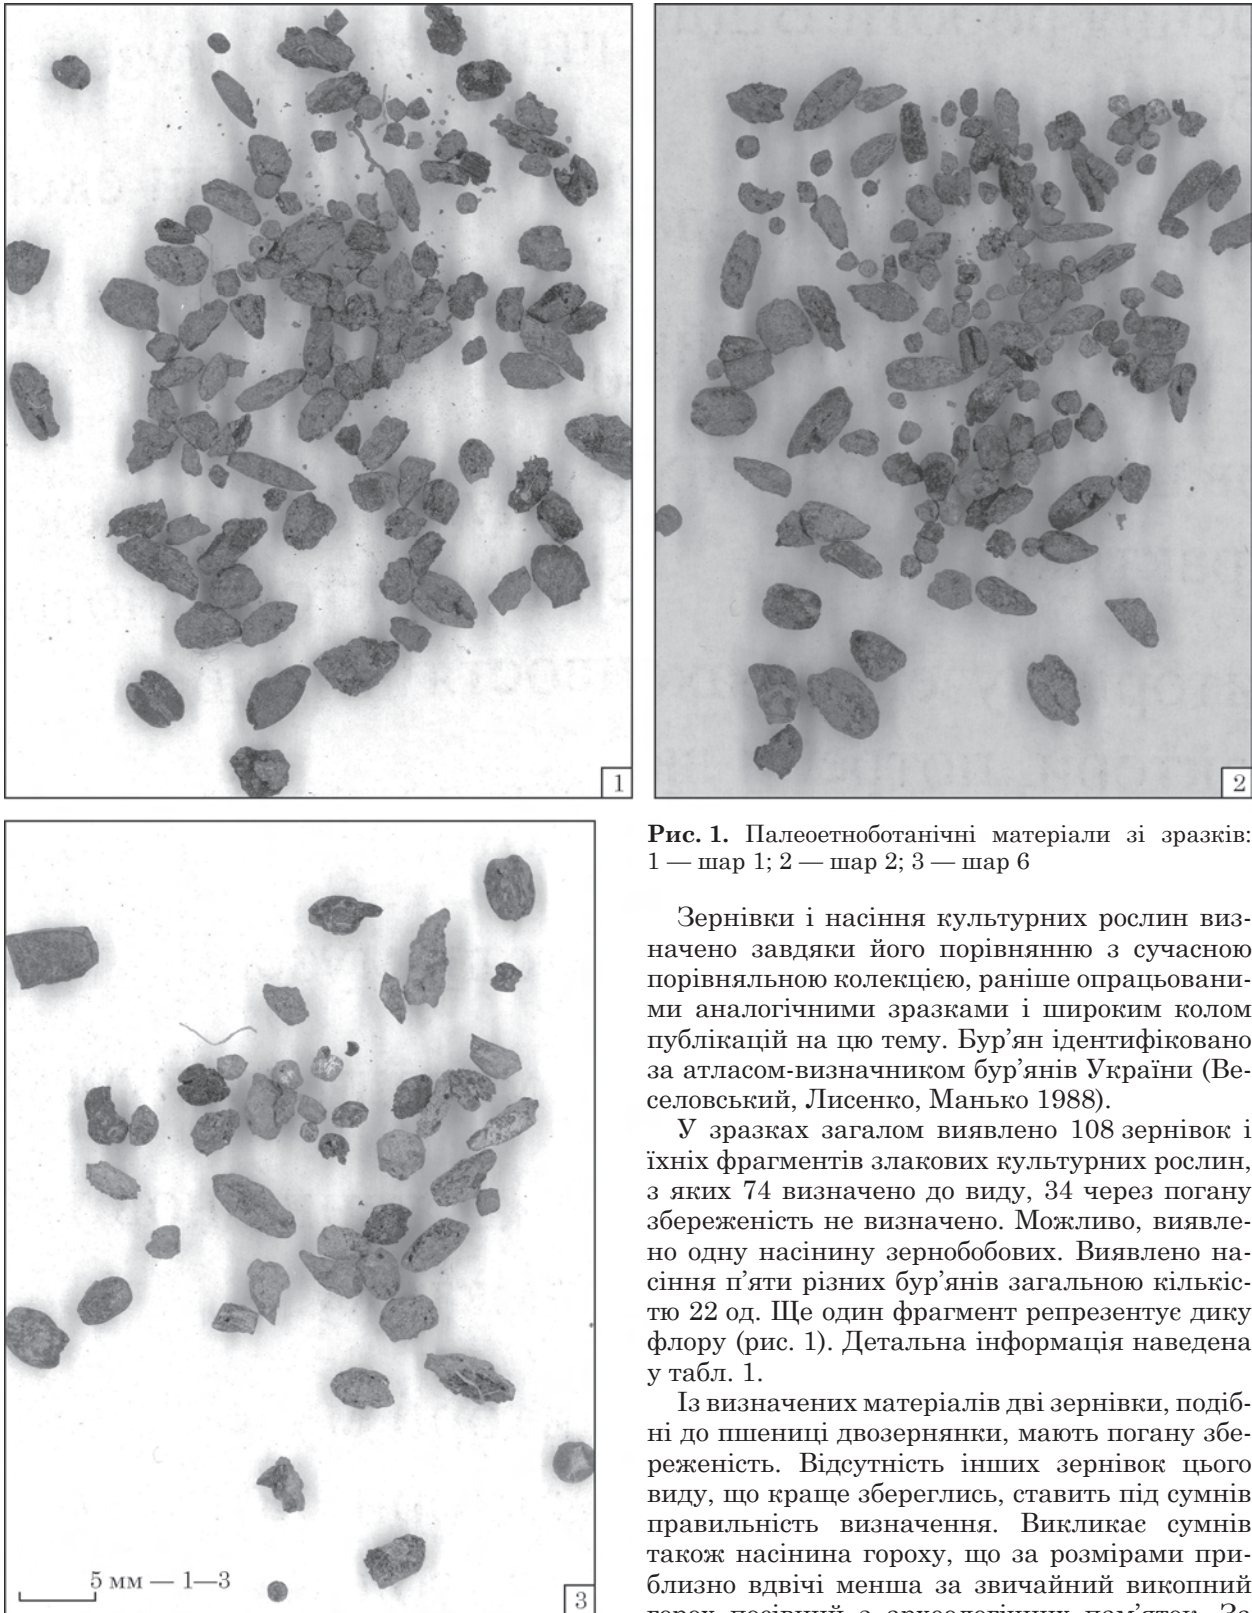 1
2
Рис. 1. Палеоетноботанічні матеріали зі зразків:
1 — шар 1; 2 — шар 2; 3 — шар 6
Зернівки і насіння культурних рослин виз-
начено завдяки його порівнянню з сучасною
порівняльною колекцією, раніше опрацьовани-
ми аналогічними зразками і широким колом
публікацій на цю тему. Бур’ян ідентифіковано
за атласом-визначником бур’янів України (Ве-
селовський, Лисенко, Манько 1988).
У зразках загалом виявлено 108 зернівок і
їхніх фрагментів злакових культурних рослин,
з яких 74 визначено до виду, 34 через погану
збереженість не визначено. Можливо, виявле-
но одну насінину зернобобових. Виявлено на-
сіння п’яти різних бур’янів загальною кількіс-
тю 22 од. Ще один фрагмент репрезентує дику
флору (рис. 1). Детальна інформація наведена
у табл. 1.
Із визначених матеріалів дві зернівки, подіб-
ні до пшениці двозернянки, мають погану збе-
реженість. Відсутність інших зернівок цього
виду, що краще збереглись, ставить під сумнів
правильність визначення. Викликає сумнів
також насінина гороху, що за розмірами при-
близно вдвічі менша за звичайний викопний
5 мм — 1—3
3